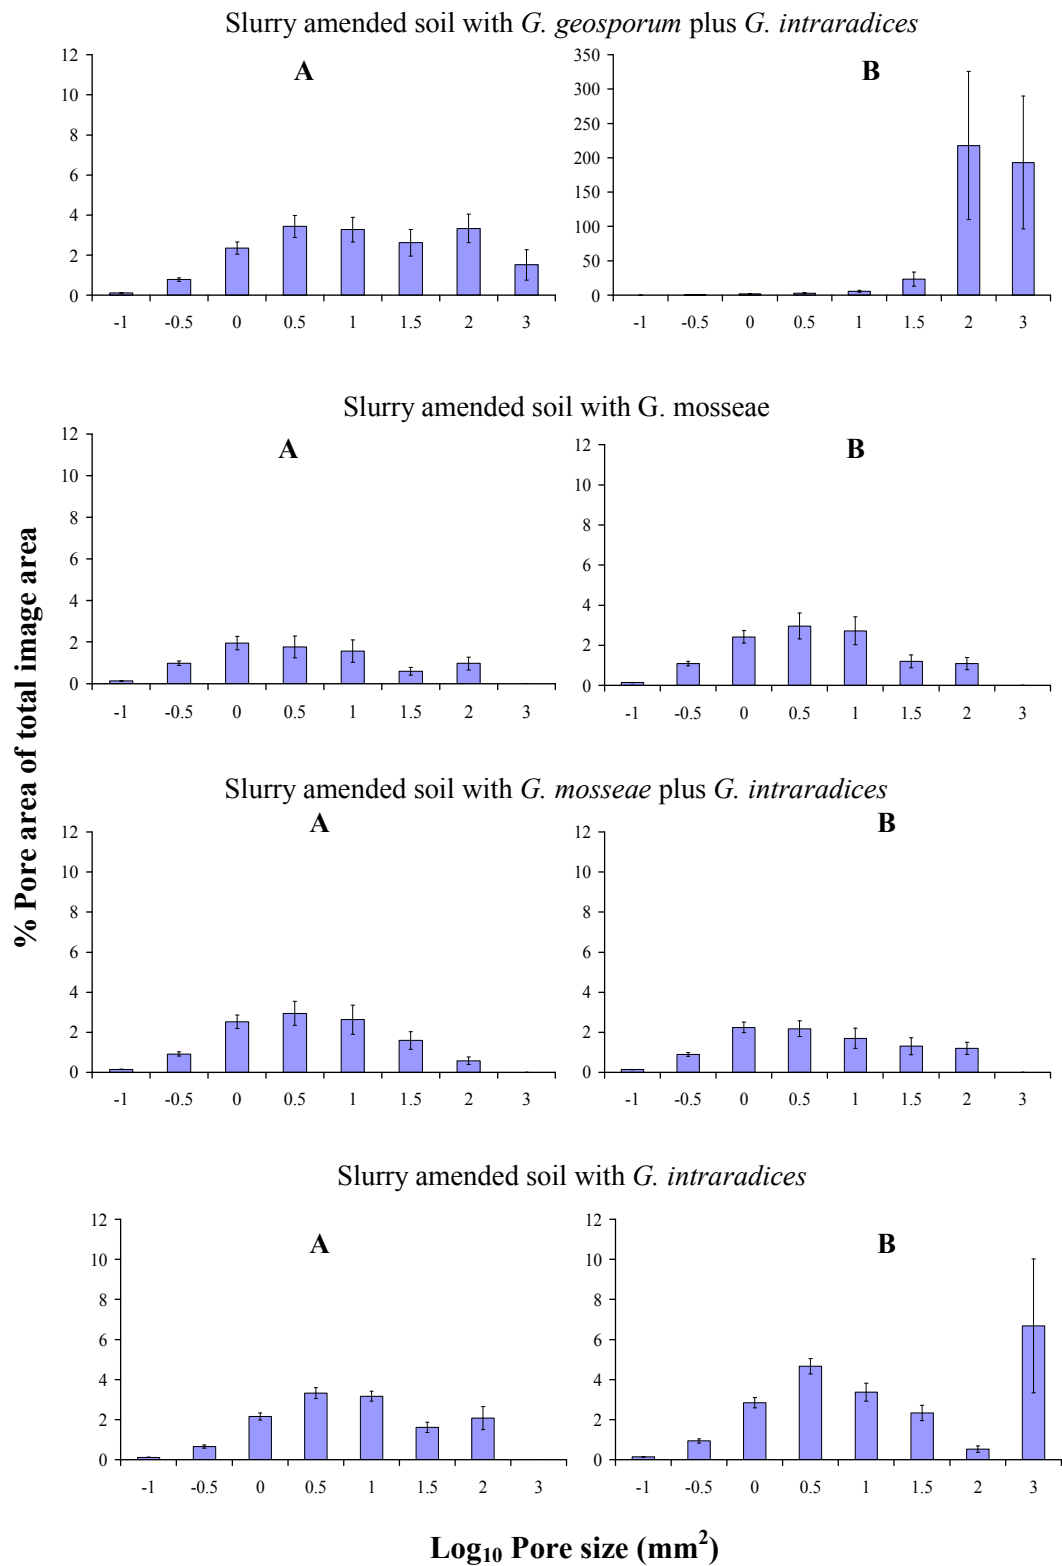 Slurry amended soil with G. geosporum plus G. intraradices
A
B
12
10
8
6
4
2
0
350
300
250
200
150
100
50
0
-1 -0.5 0 0.5 1 1.5 2 3
-1 -0.5 0 0.5 1 1.5 2 3
Slurry amended soil with G. mosseae
A
B
12
10
8
6
4
2
0
12
10
8
6
4
2
0
-1 -0.5 0 0.5 1 1.5 2 3
-1 -0.5 0 0.5 1 1.5 2 3
% Pore area of total image area
Slurry amended soil with G. mosseae plus G. intraradices
A
B
12
10
8
6
4
2
0
12
10
8
6
4
2
0
-1 -0.5 0 0.5 1 1.5 2 3
-1 -0.5 0 0.5 1 1.5 2 3
Slurry amended soil with G. intraradices
A
B
12
10
8
6
4
2
0
12
10
8
6
4
2
0
-1 -0.5 0 0.5 1 1.5 2 3
-1 -0.5 0 0.5 1 1.5 2 3
Log₁₀ Pore size (mm²)